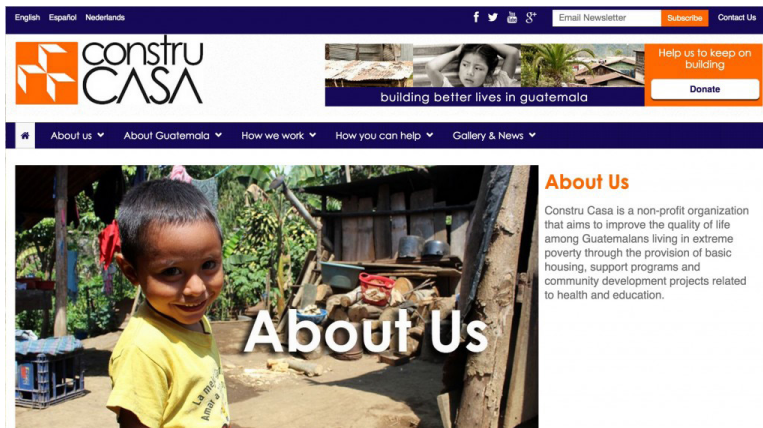 English Español Nederlands
Email Newsletter Subscribe Contact Us
constru
CASA
building better lives in guatemala
Help us to keep on
building
Donate
About us About Guatemala How we work How you can help Gallery & News
About Us
About Us
Constru Casa is a non-profit organization
that aims to improve the quality of life
among Guatemalans living in extreme
poverty through the provision of basic
housing, support programs and
community development projects related
to health and education.
La
Amar a